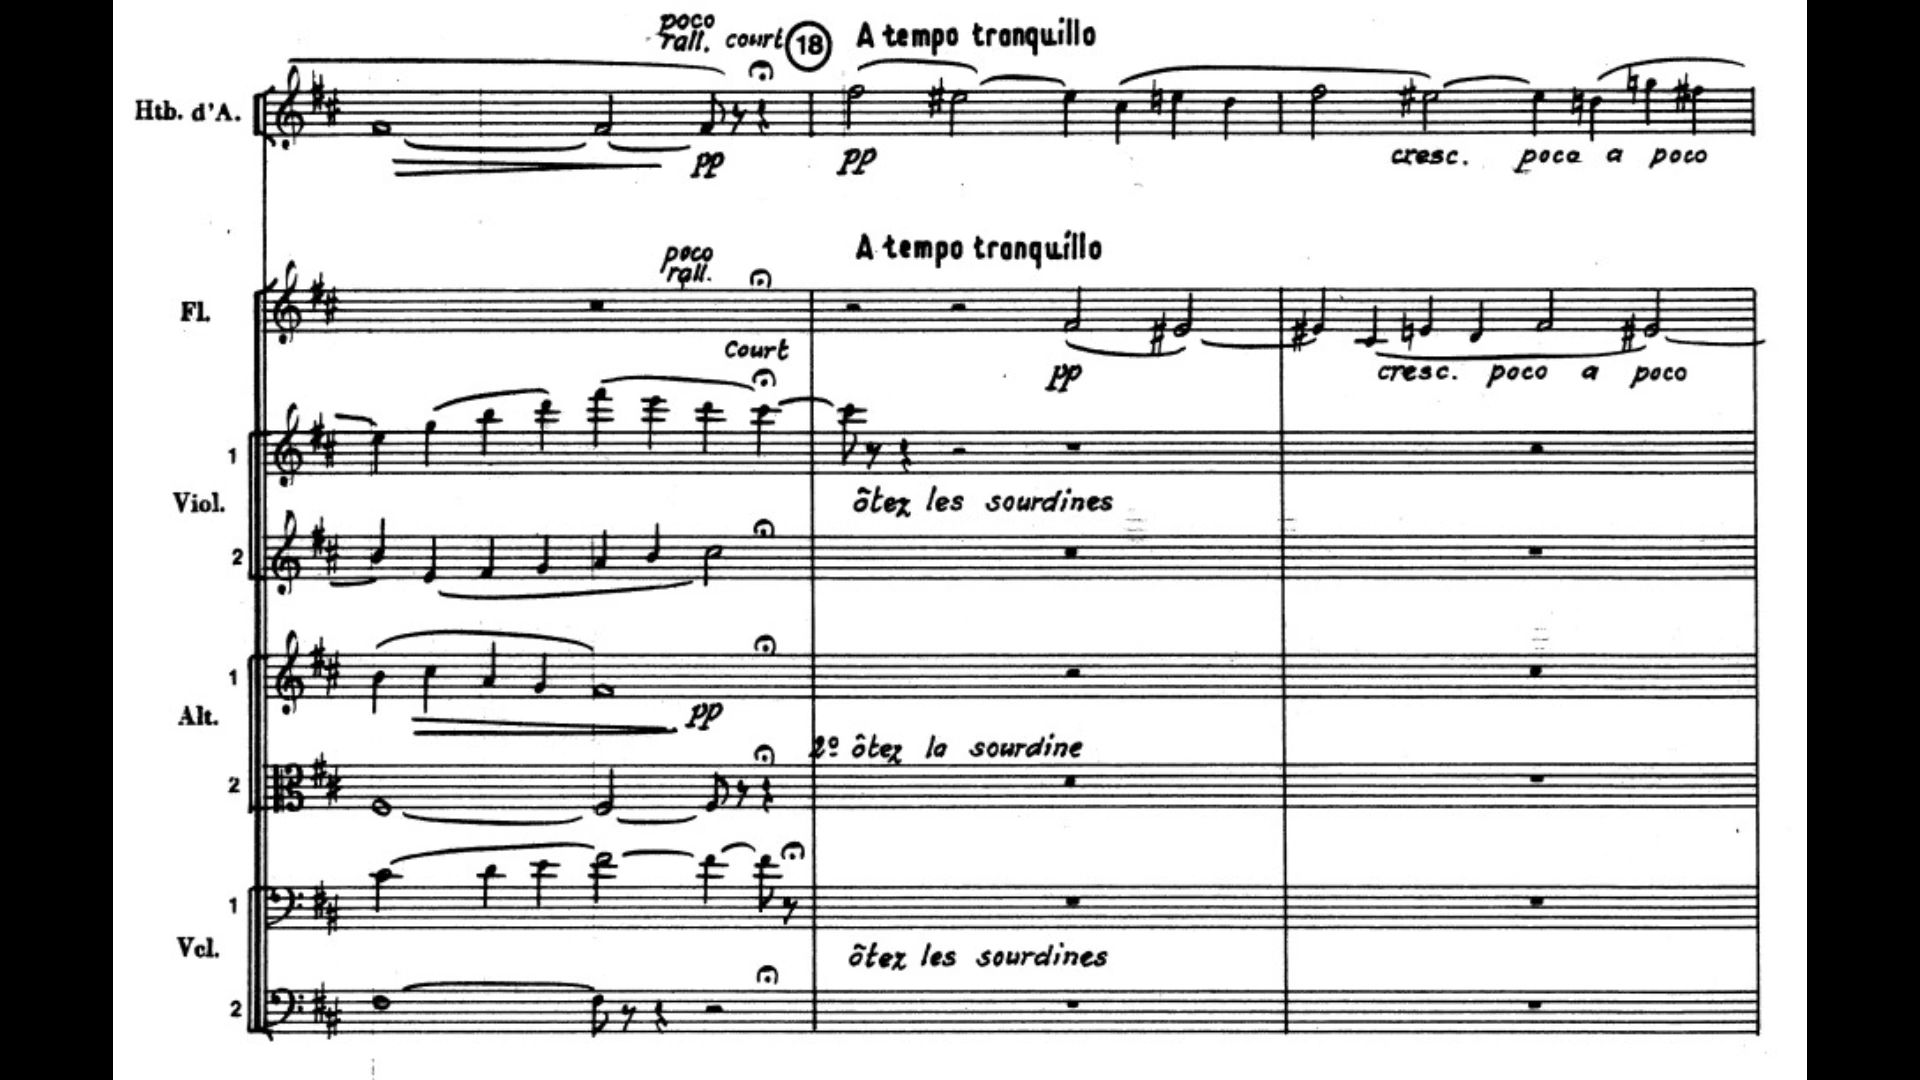 poco
rall. court 18 A tempo tranquillo
Htb. d'A.
pp pp cresc. poco a poco
A tempo tranquillo
poco
rall.
Fl.
court
pp cresc. poco a poco
1
Viol.
ôtez les sourdines
2
1
Alt.
pp
2º ôtez la sourdine
2
1
Vcl.
ôtez les sourdines
2